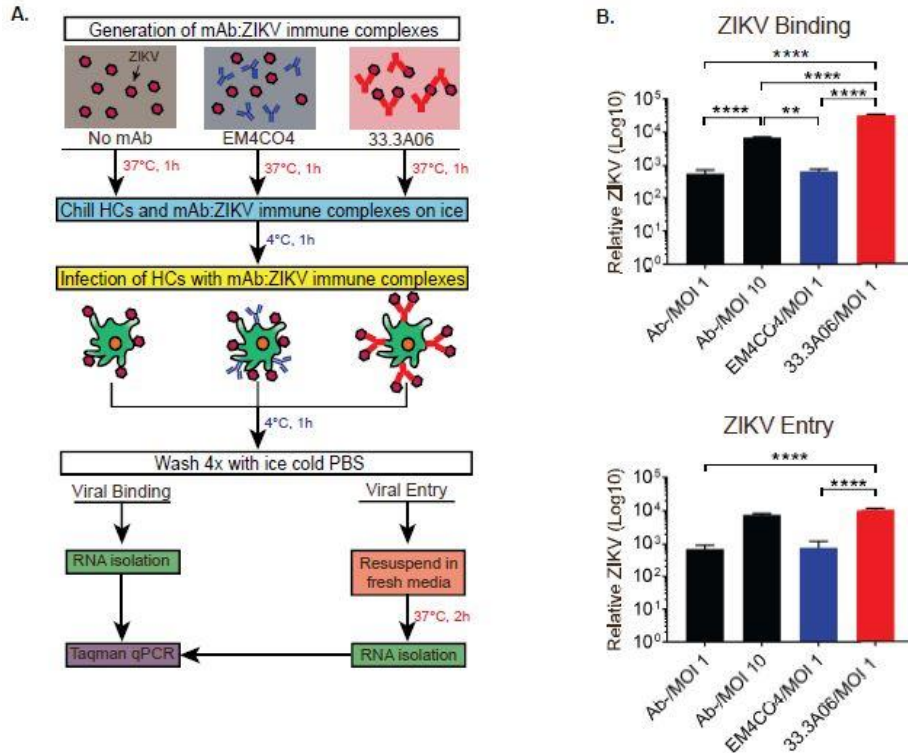 A.
Generation of mAb:ZIKV immune complexes
ZIKV
No mAb EM4CO4 33.3A06
37°C, 1h 37°C, 1h 37°C, 1h
Chill HCs and mAb:ZIKV immune complexes on ice
4°C, 1h
Infection of HCs with mAb:ZIKV immune complexes
4°C, 1h
Wash 4x with ice cold PBS
Viral Binding Viral Entry
RNA isolation
Resuspend in
fresh media
37°C, 2h
Taqman qPCR
RNA isolation
B.
ZIKV Binding
****
****
****
**** **
Relative ZIKV (Log10)
10⁵
10⁴
10³
10²
10¹
10⁰
Ab-/MOI 1
Ab-/MOI 10
EM4CO4/MOI 1
33.3A06/MOI 1
ZIKV Entry
****
****
Relative ZIKV (Log10)
10⁵
10⁴
10³
10²
10¹
10⁰
Ab-/MOI 1
Ab-/MOI 10
EM4CO4/MOI 1
33.3A06/MOI 1